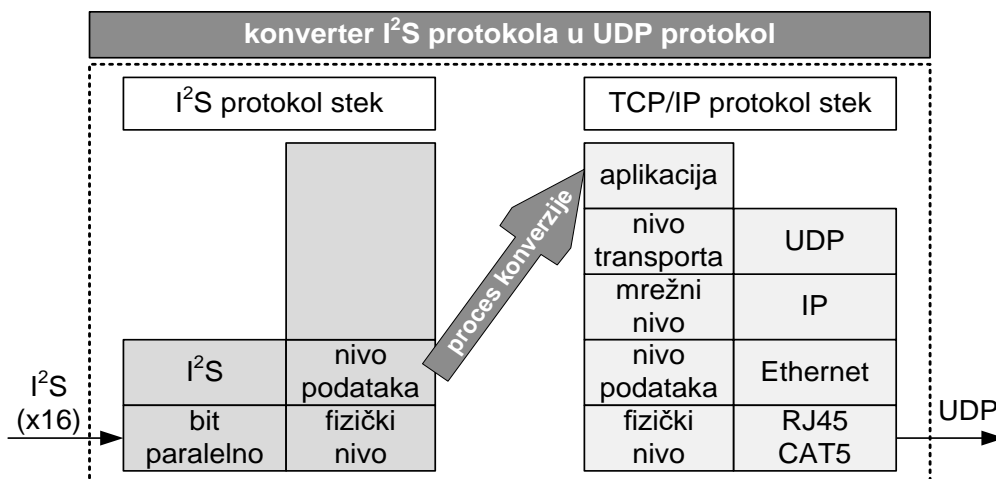 konverter I²S protokola u UDP protokol
I²S protokol stek
TCP/IP protokol stek
aplikacija
proces konverzije
nivo
transporta
UDP
mrežni
nivo
IP
I²S
nivo
podataka
nivo
podataka
Ethernet
I²S
(x16)
bit
paralelno
fizički
nivo
fizički
nivo
RJ45
CAT5
UDP